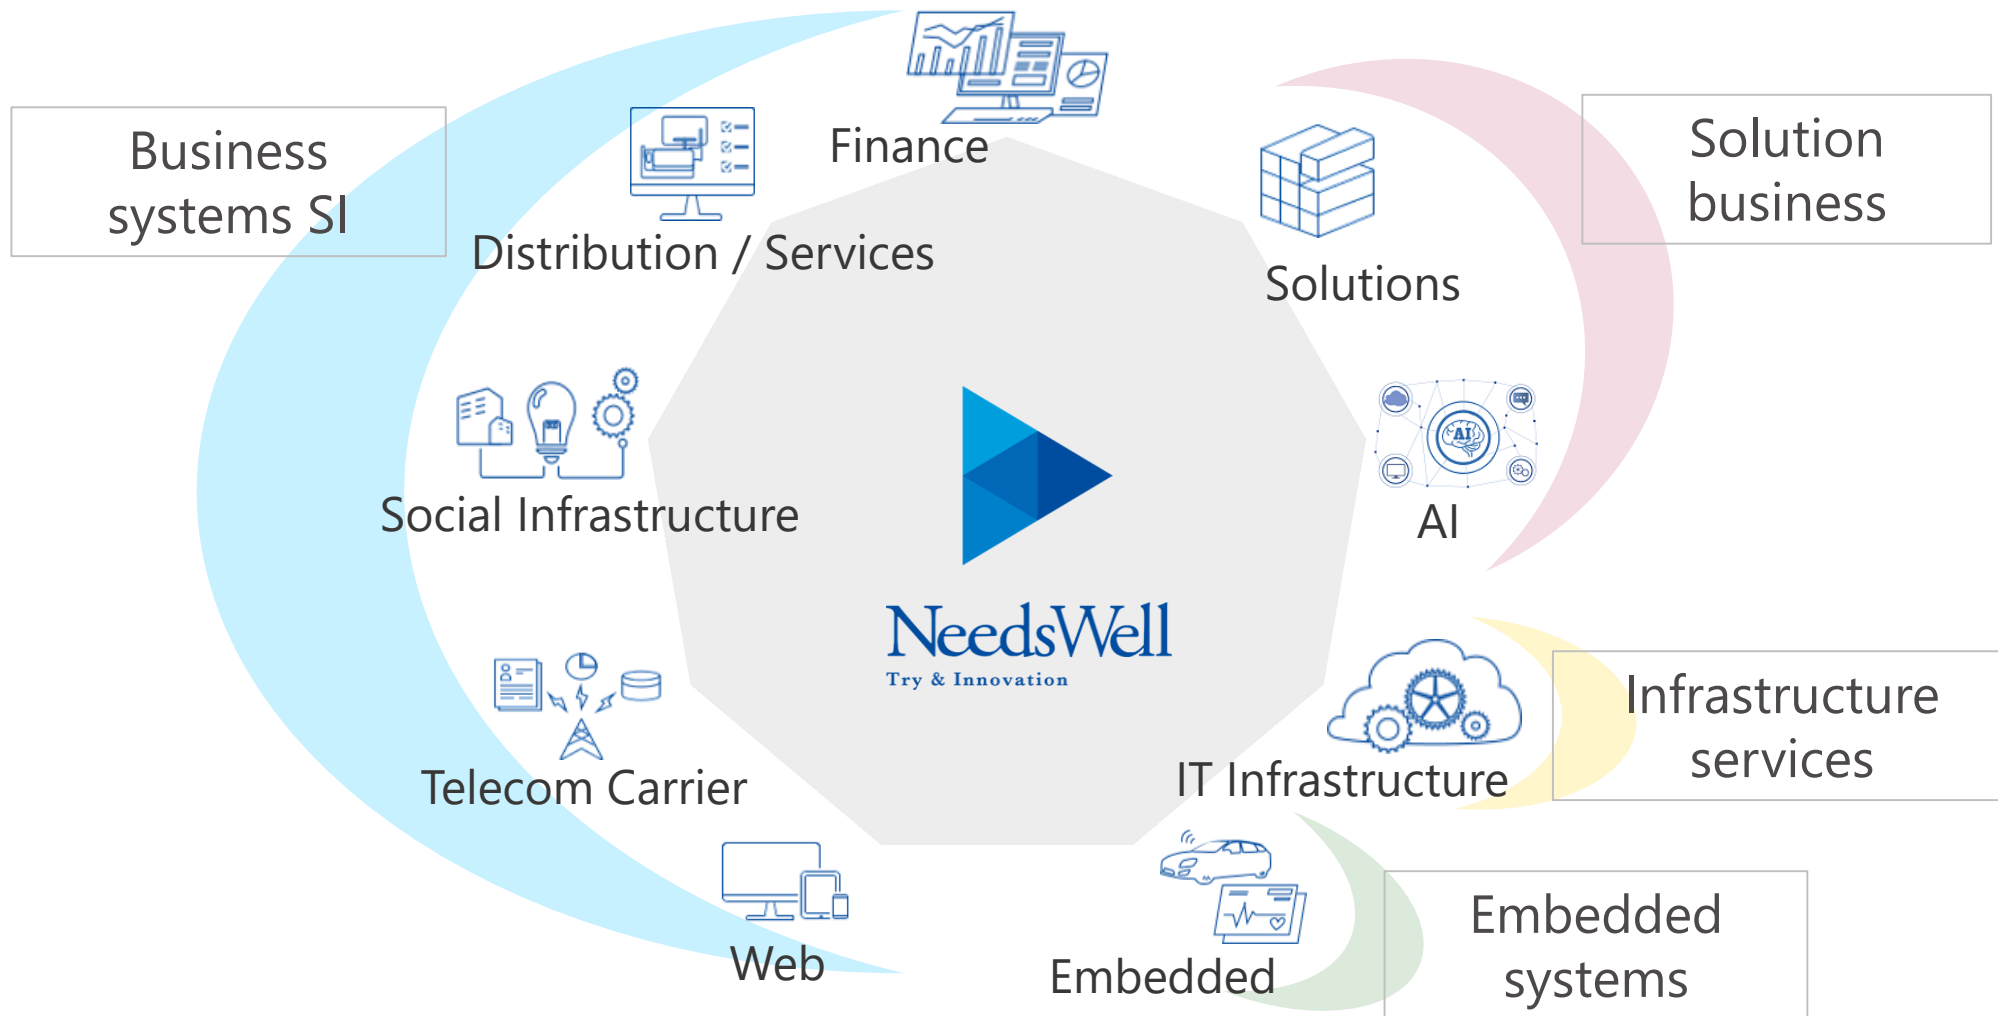 Finance
Business
systems SI
Solution
business
Distribution / Services
Solutions
AI
Social Infrastructure
AI
NeedsWell
Try & Innovation
Infrastructure
services
Telecom Carrier
IT Infrastructure
Web
Embedded
Embedded
systems